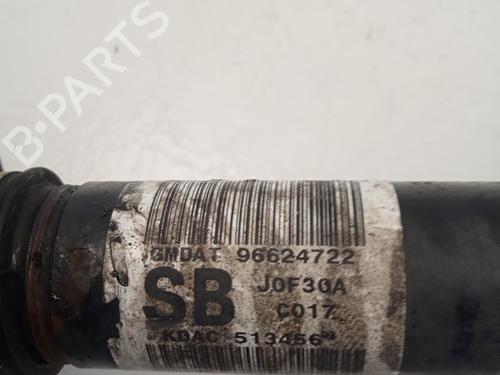 B-PARTS
GMDAT 96624722
SB J0F30A
C017
KDAC 513456